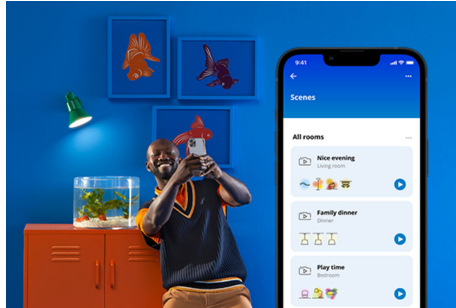 9:41
Scenes
All rooms
Nice evening
Living room
Family dinner
Dinner
Play time
Bedroom